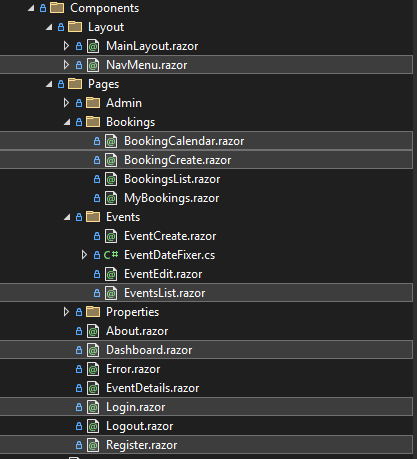 Components
Layout
MainLayout.razor
NavMenu.razor
Pages
Admin
Bookings
BookingCalendar.razor
BookingCreate.razor
BookingsList.razor
MyBookings.razor
Events
EventCreate.razor
C# EventDateFixer.cs
EventEdit.razor
EventsList.razor
Properties
About.razor
Dashboard.razor
Error.razor
EventDetails.razor
Login.razor
Logout.razor
Register.razor